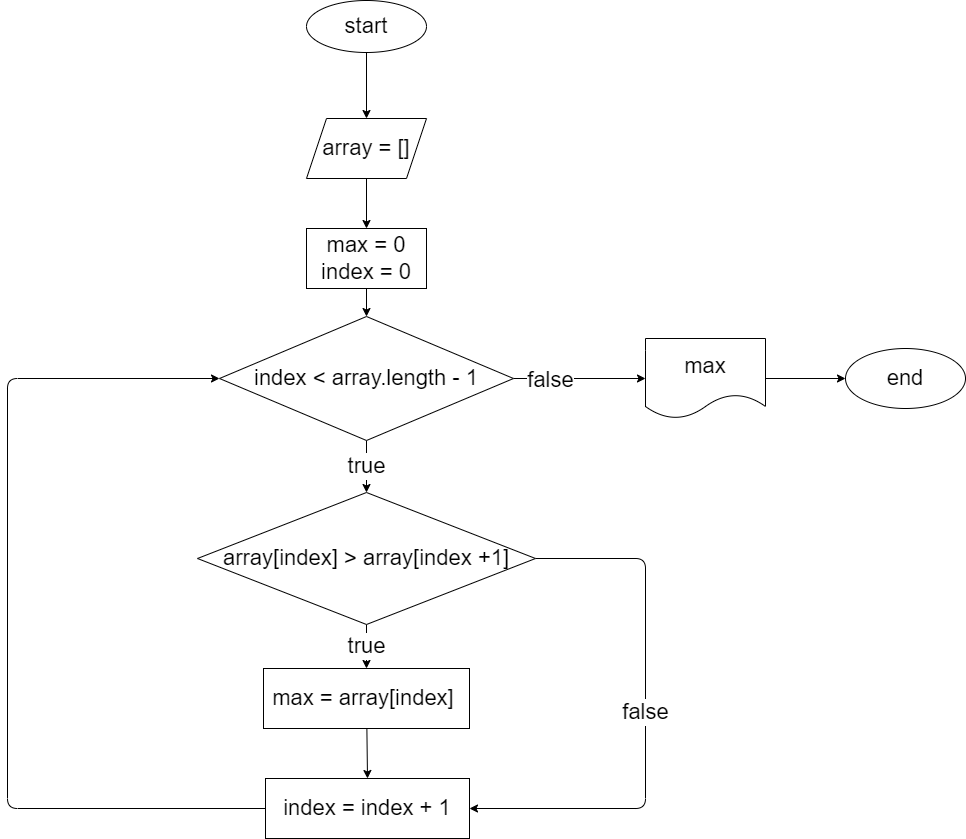 start
array = []
max = 0
index = 0
index < array.length - 1
false
max
end
true
array[index] > array[index +1]
true
max = array[index]
false
index = index + 1